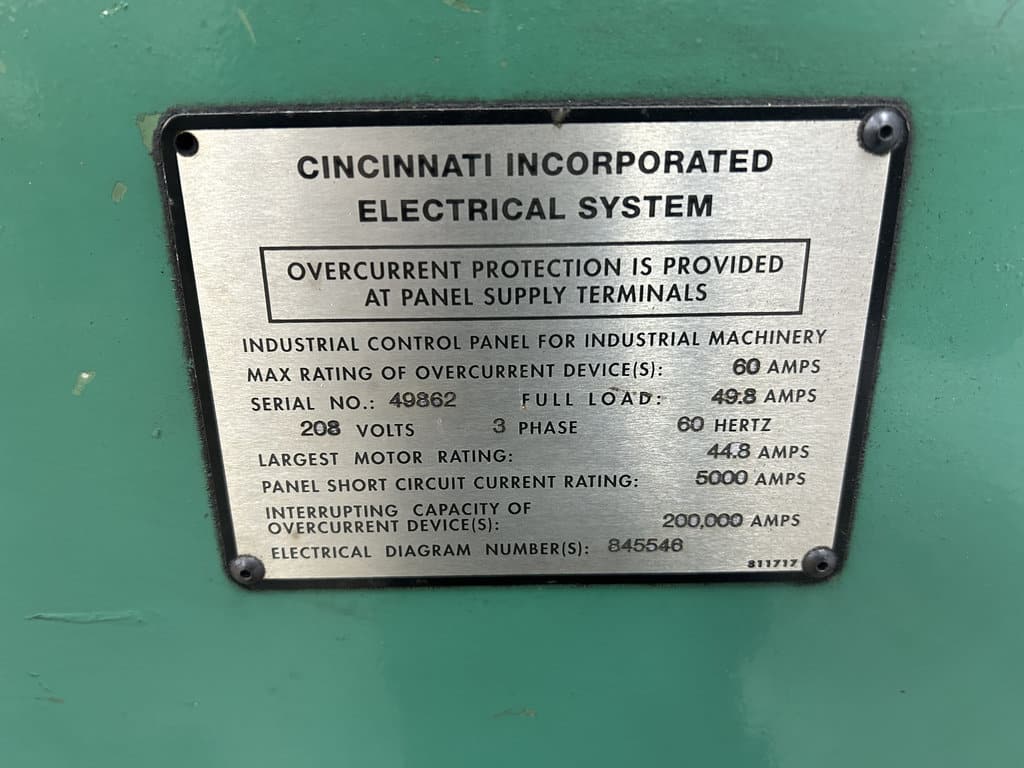 CINCINNATI INCORPORATED
ELECTRICAL SYSTEM
OVERCURRENT PROTECTION IS PROVIDED
AT PANEL SUPPLY TERMINALS
INDUSTRIAL CONTROL PANEL FOR INDUSTRIAL MACHINERY
MAX RATING OF OVERCURRENT DEVICE(S): 60 AMPS
SERIAL NO.: 49862 FULL LOAD: 49.8 AMPS
208 VOLTS 3 PHASE 60 HERTZ
LARGEST MOTOR RATING: 44.8 AMPS
PANEL SHORT CIRCUIT CURRENT RATING: 5000 AMPS
INTERRUPTING CAPACITY OF
OVERCURRENT DEVICE(S): 200,000 AMPS
ELECTRICAL DIAGRAM NUMBER(S): 845546
811717